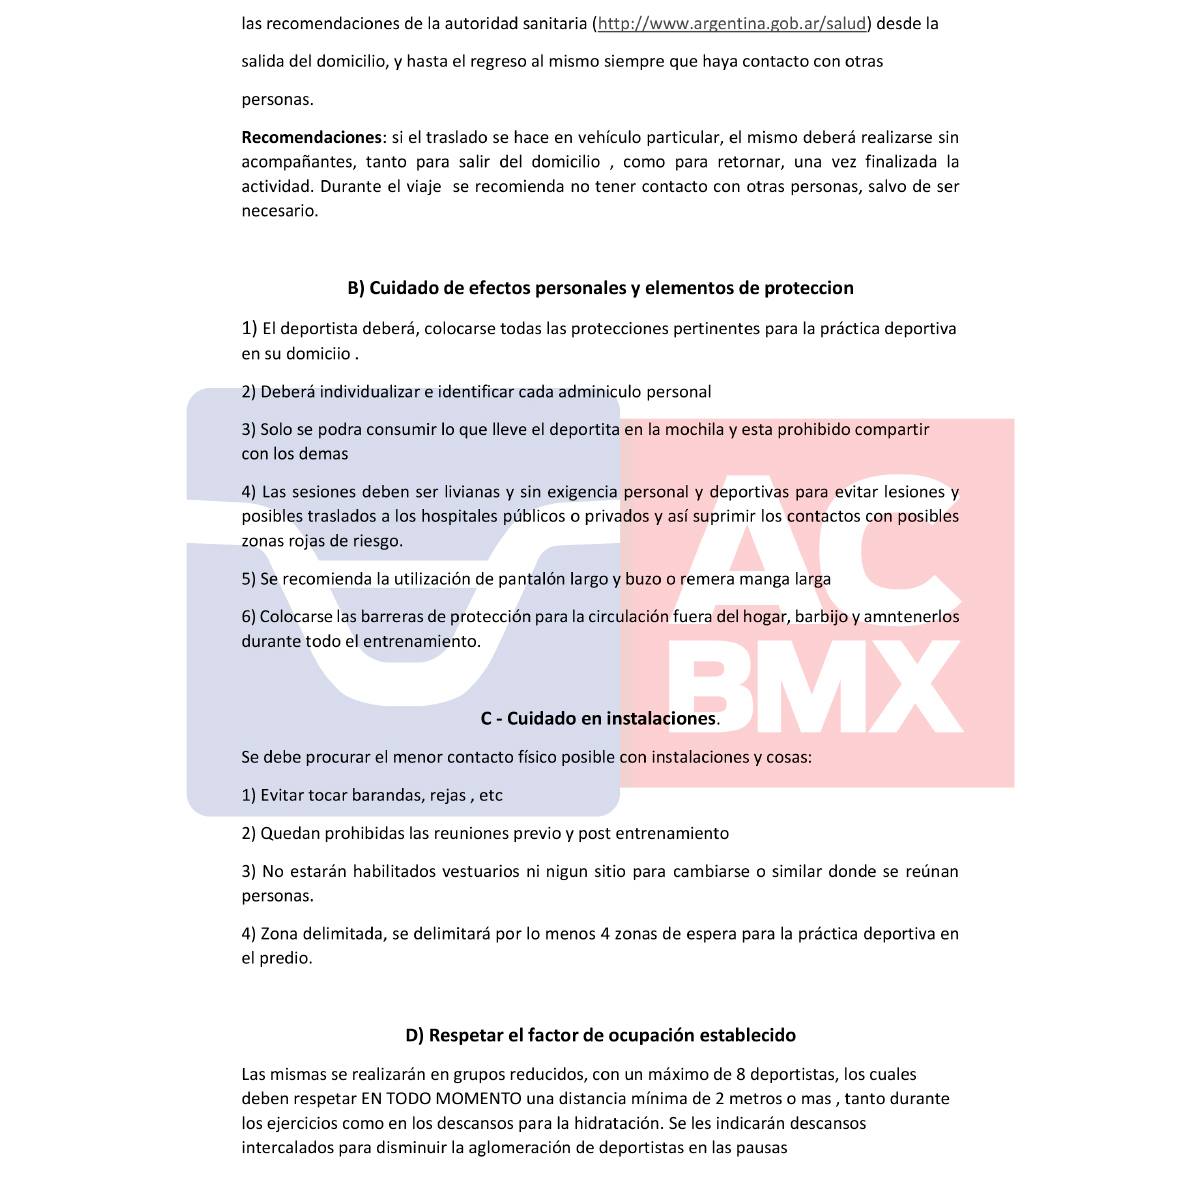 las recomendaciones de la autoridad sanitaria (http://www.argentina.gob.ar/salud) desde la
salida del domicilio, y hasta el regreso al mismo siempre que haya contacto con otras
personas.
Recomendaciones: si el traslado se hace en vehículo particular, el mismo deberá realizarse sin
acompañantes, tanto para salir del domicilio , como para retornar, una vez finalizada la
actividad. Durante el viaje se recomienda no tener contacto con otras personas, salvo de ser
necesario.
B) Cuidado de efectos personales y elementos de proteccion
1) El deportista deberá, colocarse todas las protecciones pertinentes para la práctica deportiva
en su domiciio .
2) Deberá individualizar e identificar cada adminiculo personal
3) Solo se podra consumir lo que lleve el deportita en la mochila y esta prohibido compartir
con los demas
4) Las sesiones deben ser livianas y sin exigencia personal y deportivas para evitar lesiones y
posibles traslados a los hospitales públicos o privados y así suprimir los contactos con posibles
zonas rojas de riesgo.
5) Se recomienda la utilización de pantalón largo y buzo o remera manga larga
6) Colocarse las barreras de protección para la circulación fuera del hogar, barbijo y amntenerlos
durante todo el entrenamiento.
AC
BMX
C - Cuidado en instalaciones.
Se debe procurar el menor contacto físico posible con instalaciones y cosas:
1) Evitar tocar barandas, rejas , etc
2) Quedan prohibidas las reuniones previo y post entrenamiento
3) No estarán habilitados vestuarios ni nigun sitio para cambiarse o similar donde se reúnan
personas.
4) Zona delimitada, se delimitará por lo menos 4 zonas de espera para la práctica deportiva en
el predio.
D) Respetar el factor de ocupación establecido
Las mismas se realizarán en grupos reducidos, con un máximo de 8 deportistas, los cuales
deben respetar EN TODO MOMENTO una distancia mínima de 2 metros o mas , tanto durante
los ejercicios como en los descansos para la hidratación. Se les indicarán descansos
intercalados para disminuir la aglomeración de deportistas en las pausas